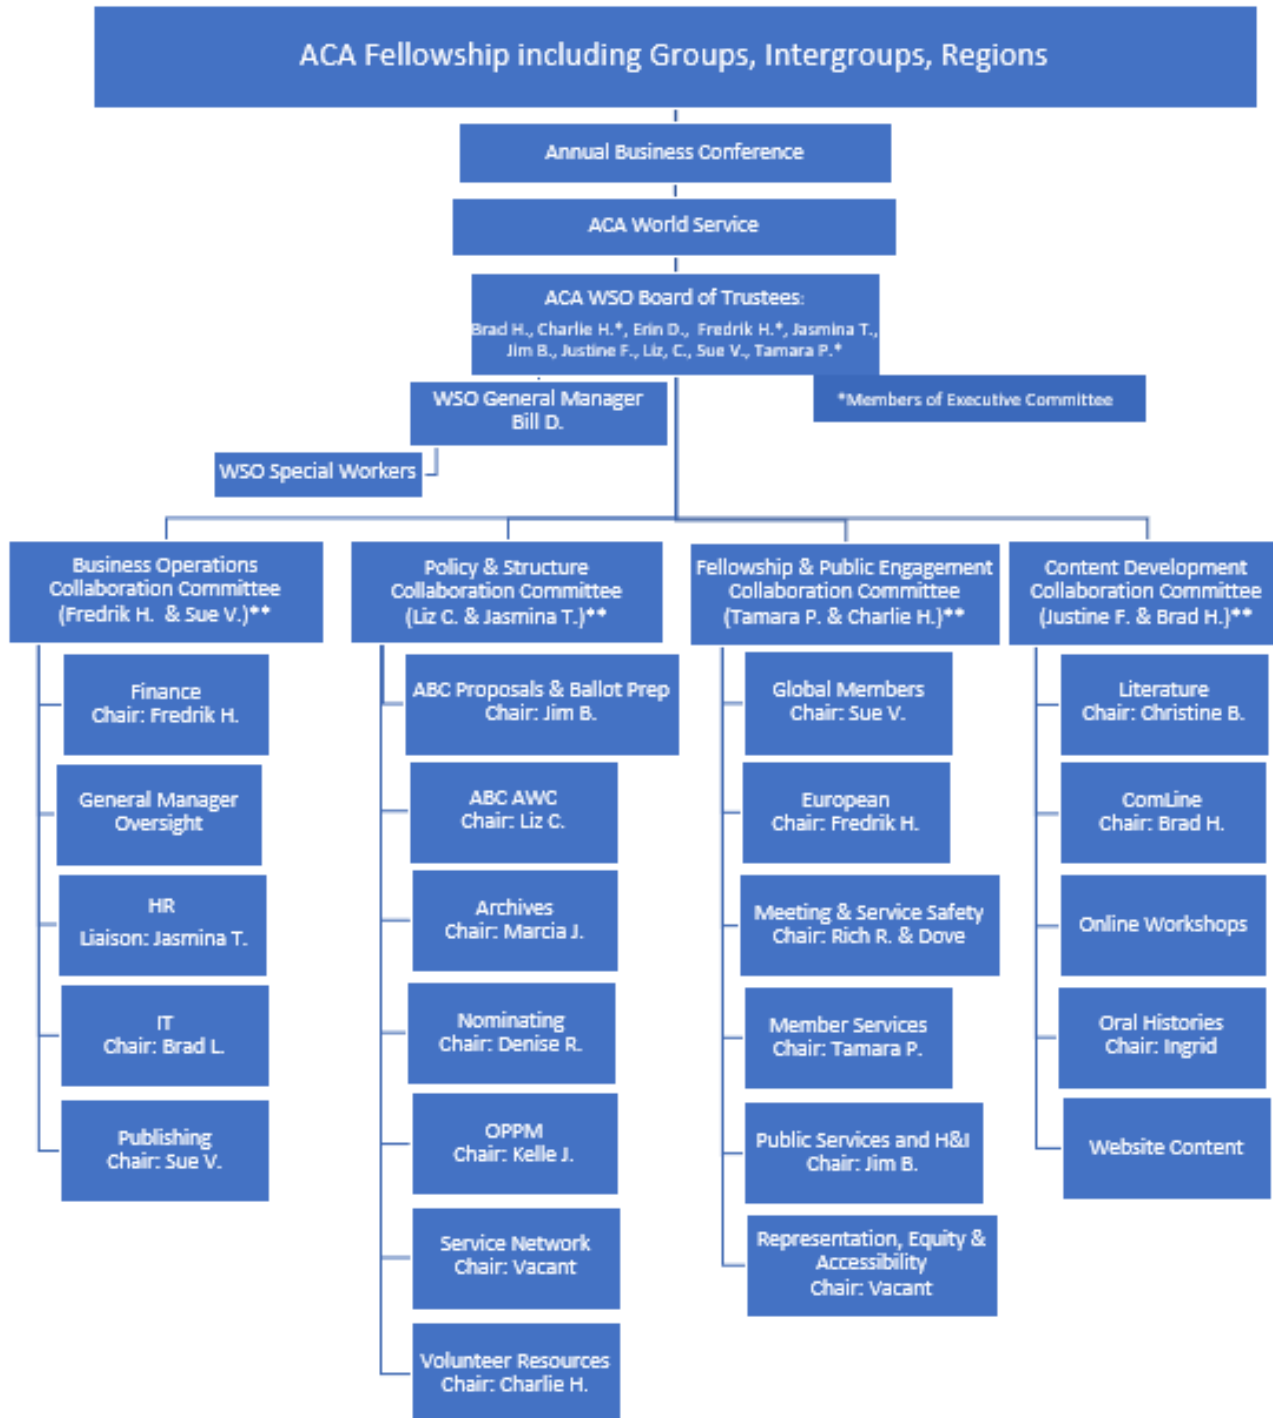 ACA Fellowship including Groups, Intergroups, Regions
Annual Business Conference
ACA World Service
ACA WSO Board of Trustees:
Brad H., Charlie H.*, Erin D., Fredrik H.*, Jasmina T.,
Jim B., Justine F., Liz, C., Sue V., Tamara P.*
*Members of Executive Committee
WSO General Manager
Bill D.
WSO Special Workers
Business Operations
Collaboration Committee
(Fredrik H. & Sue V.)**
Finance
Chair: Fredrik H.
General Manager
Oversight
HR
Liaison: Jasmina T.
IT
Chair: Brad L.
Publishing
Chair: Sue V.
Policy & Structure
Collaboration Committee
(Liz C. & Jasmina T.)**
ABC Proposals & Ballot Prep
Chair: Jim B.
ABC AWC
Chair: Liz C.
Archives
Chair: Marcia J.
Nominating
Chair: Denise R.
OPPM
Chair: Kelle J.
Service Network
Chair: Vacant
Volunteer Resources
Chair: Charlie H.
Fellowship & Public Engagement
Collaboration Committee
(Tamara P. & Charlie H.)**
Global Members
Chair: Sue V.
European
Chair: Fredrik H.
Meeting & Service Safety
Chair: Rich R. & Dove
Member Services
Chair: Tamara P.
Public Services and H&I
Chair: Jim B.
Representation, Equity &
Accessibility
Chair: Vacant
Content Development
Collaboration Committee
(Justine F. & Brad H.)**
Literature
Chair: Christine B.
ComLine
Chair: Brad H.
Online Workshops
Oral Histories
Chair: Ingrid
Website Content